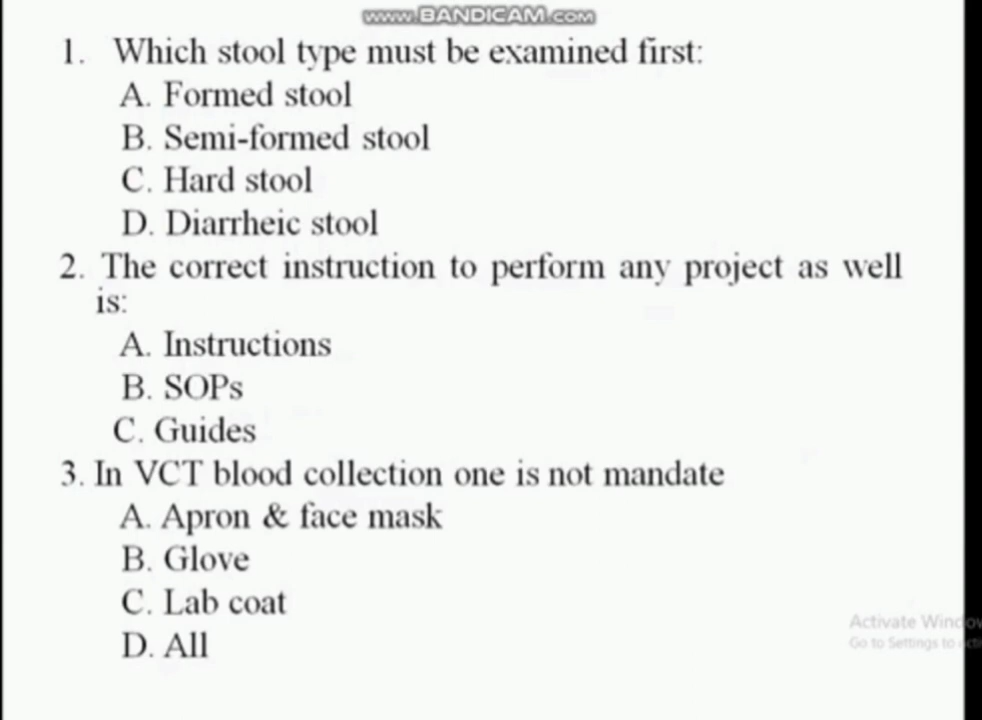 www.BANDICAM.com
1. Which stool type must be examined first:
A. Formed stool
B. Semi-formed stool
C. Hard stool
D. Diarrheic stool
2. The correct instruction to perform any project as well
is:
A. Instructions
B. SOPs
C. Guides
3. In VCT blood collection one is not mandate
A. Apron & face mask
B. Glove
C. Lab coat
D. All
Activate Window
Go to Settings to acti